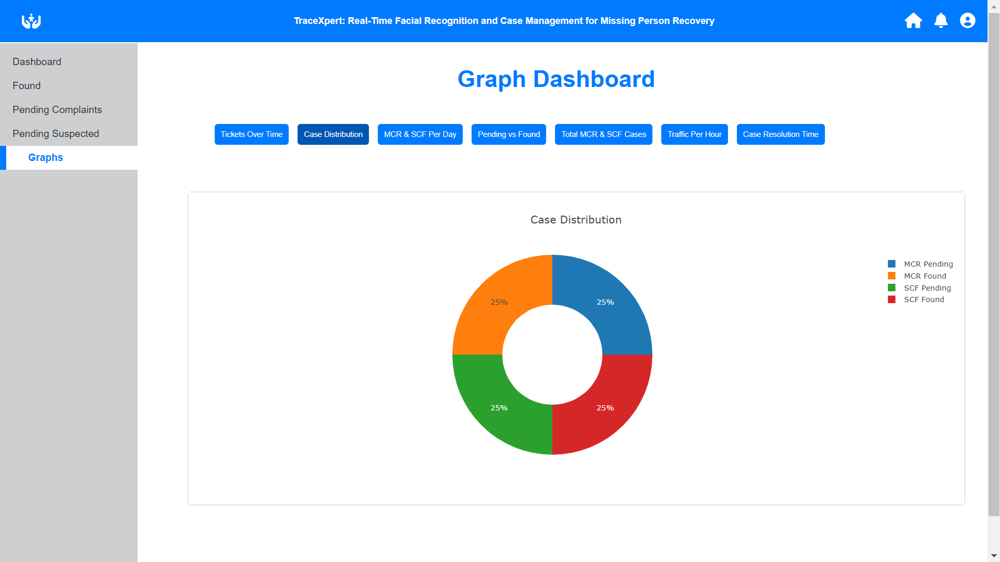 TraceXpert: Real-Time Facial Recognition and Case Management for Missing Person Recovery
Dashboard
Found
Pending Complaints
Pending Suspected
Graphs
Graph Dashboard
Tickets Over Time
Case Distribution
MCR & SCF Per Day
Pending vs Found
Total MCR & SCF Cases
Traffic Per Hour
Case Resolution Time
Case Distribution
25%
25%
25%
25%
MCR Pending
MCR Found
SCF Pending
SCF Found